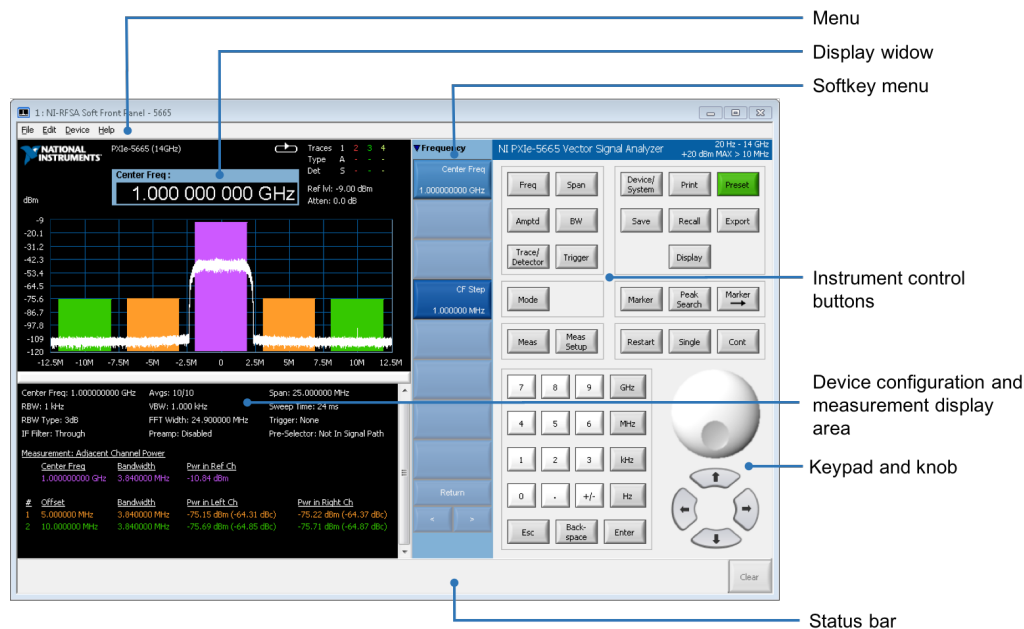 Menu
Display widow
Softkey menu
1: NI-RFSA Soft Front Panel - 5665
File Edit Device Help
NATIONAL INSTRUMENTS
PXIe-5665 (14GHz)
Traces 1 2 3 4
Type A - - -
Det S - - -
Ref lvl: -9.00 dBm
Atten: 0.0 dB
Center Freq :
1.000 000 000 GHz
dBm
-9
-20.1
-31.2
-42.3
-53.4
-64.5
-75.6
-86.7
-97.8
-109
-120
-12.5M -10M -7.5M -5M -2.5M 0 2.5M 5M 7.5M 10M 12.5M
Center Freq: 1.000000000 GHz Avgs: 10/10 Span: 25.000000 MHz
RBW: 1 kHz VBW: 1.000 kHz Sweep Time: 24 ms
RBW Type: 3dB FFT Width: 24.900000 MHz Trigger: None
IF Filter: Through Preamp: Disabled Pre-Selector: Not In Signal Path
Measurement: Adjacent Channel Power
Center Freq Bandwidth Pwr in Ref Ch
1.000000000 GHz 3.840000 MHz -10.84 dBm
# Offset Bandwidth Pwr in Left Ch Pwr in Right Ch
1 5.000000 MHz 3.840000 MHz -75.15 dBm (-64.31 dBc) -75.22 dBm (-64.37 dBc)
2 10.000000 MHz 3.840000 MHz -75.69 dBm (-64.85 dBc) -75.71 dBm (-64.87 dBc)
Frequency
Center Freq
1.000000000 GHz
CF Step
1.000000 MHz
Return
< >
NI PXIe-5665 Vector Signal Analyzer
20 Hz - 14 GHz
+20 dBm MAX > 10 MHz
Freq Span Device/ System Print Preset
Amptd BW Save Recall Export
Trace/ Detector Trigger Display
Mode Marker Peak Search Marker
Meas Meas Setup Restart Single Cont
7 8 9 GHz
4 5 6 MHz
1 2 3 kHz
0 . +/- Hz
Esc Back- space Enter
Clear
Instrument control
buttons
Device configuration and
measurement display
area
Keypad and knob
Status bar